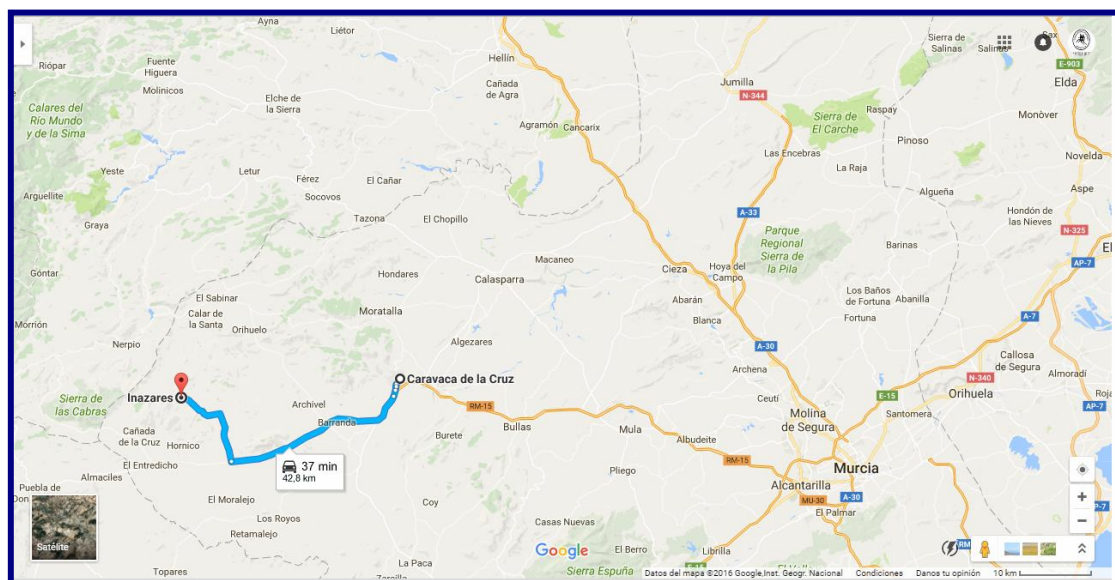 Ayna
Liétor
Sierra de
Salinas
Salinas
Sax
E-903
Riópar
Fuente
Higuera
Hellín
Elda
Molinicos
Cañada
de Agra
Jumilla
N-344
Elche de
la Sierra
Calares del
Río Mundo
y de la Sima
Raspay
Monòver
Sierra de
El Carche
Agramón
Cancarix
Pinoso
Las Encebras
Novelda
La Raja
Yeste
Letur
Férez
El Cañar
Aspe
Socovos
Algueña
Arguellite
Hondón de
las Nieves
Tazona
El Chopillo
A-33
Graya
N-325
Parque
Regional
Sierra de
la Pila
Barinas
El
Macaneo
AP-7
Góntar
Hondares
Calasparra
Cieza
Hoya del
Campo
Los Baños
de Fortuna
Abanilla
El Sabinar
Abarán
Calar de
la Santa
Moratalla
Blanca
Fortuna
A-7
Morrión
Orihuelo
Nerpio
Algezares
A-30
Callosa
de Segura
Archena
Almoradí
Caravaca de la Cruz
N-340
Inazares
Ceutí
E-15
Orihuela
Sierra de
las Cabras
Archivel
RM-15
Molina
de Segura
Santomera
Barranda
Bullas
Mula
Cañada
de la Cruz
Hornico
Burete
Albudeite
El Entredicho
37 min
42,8 km
RM-15
Murcia
Almaciles
Pliego
Alcantarilla
Puebla de
Don
El Moralejo
Coy
MU-30
A-30
El Palmar
Los Royos
Retamalejo
Casas Nuevas
Satélite
Google
El Berro
Librilla
RM
La Paca
Topares
Zarzilla
Sierra Espuña
E-15
Datos del mapa ©2016 Google,Inst. Geogr. Nacional
Condiciones
Danos tu opinión
10 km